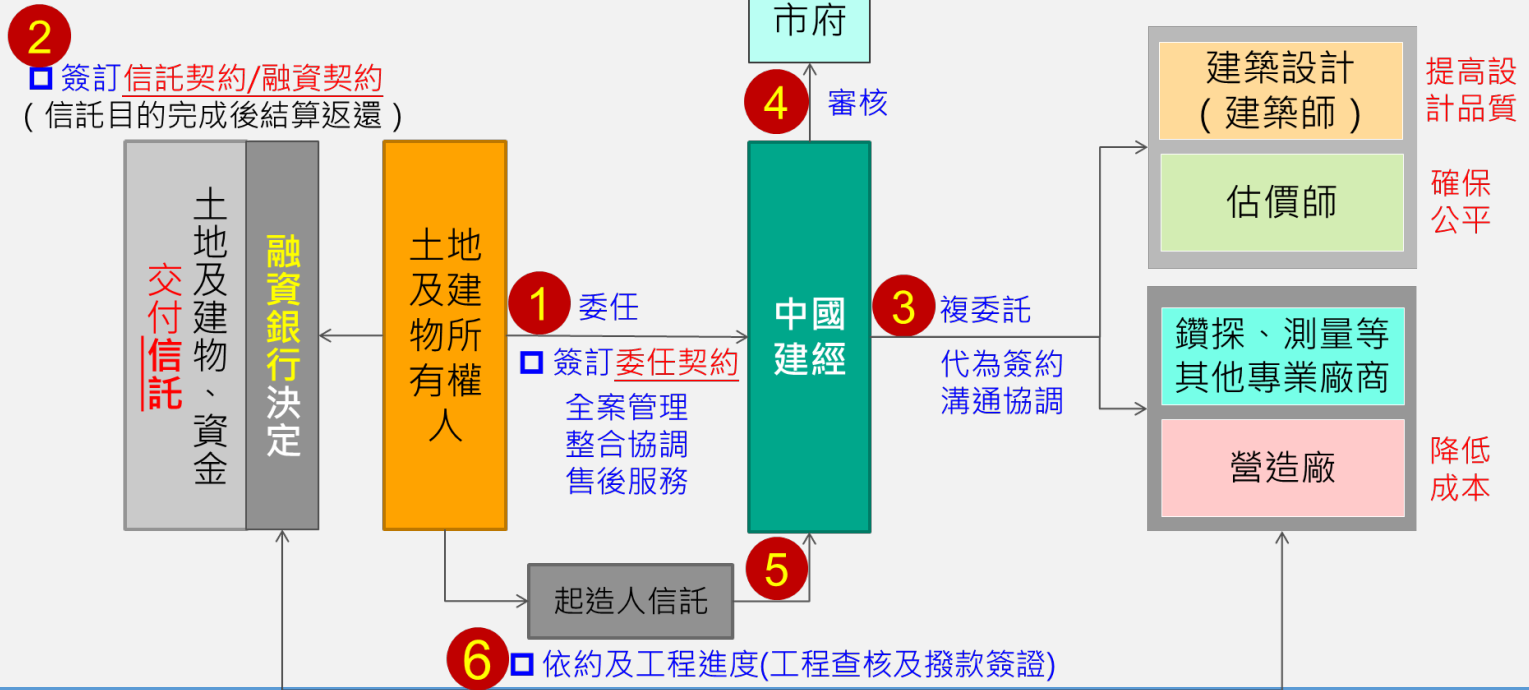 市府
2
簽訂信託契約/融資契約
(信託目的完成後結算返還)
4
審核
建築設計
(建築師)
提高設
計品質
估價師
確保
公平
土地及建物、資金
交付信託
融資銀行決定
土地
及建
物所
有權
人
1
委任
簽訂委任契約
全案管理
整合協調
售後服務
中國
建經
3
複委託
代為簽約
溝通協調
鑽探、測量等
其他專業廠商
營造廠
降低
成本
起造人信託
5
6
依約及工程進度(工程查核及撥款簽證)